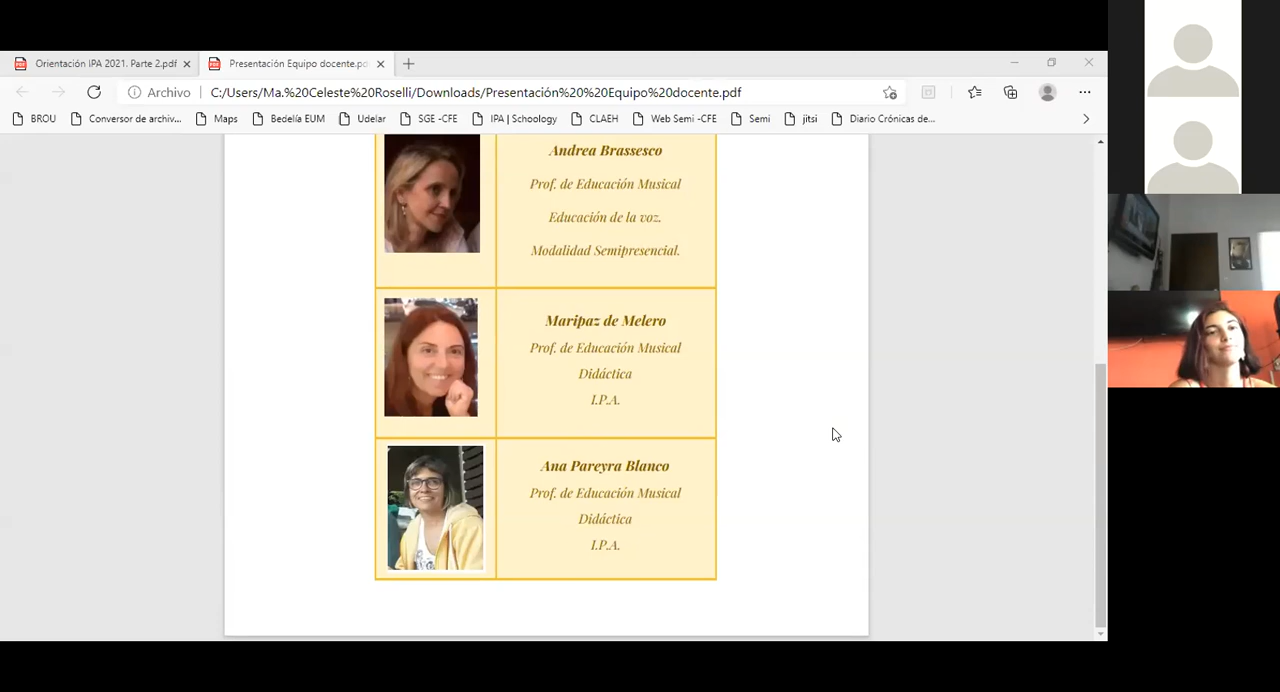 Orientación IPA 2021. Parte 2.pdf
Presentación Equipo docente.pd
Archivo
C:/Users/Ma.%20Celeste%20Roselli/Downloads/Presentación%20%20Equipo%20docente.pdf
BROU
Conversor de archiv...
Maps
Bedelía EUM
Udelar
SGE -CFE
IPA | Schoology
CLAEH
Web Semi -CFE
Semi
jitsi
Diario Crónicas de...
Andrea Brassesco
Prof. de Educación Musical
Educación de la voz.
Modalidad Semipresencial.
Maripaz de Melero
Prof. de Educación Musical
Didáctica
I.P.A.
Ana Pareyra Blanco
Prof. de Educación Musical
Didáctica
I.P.A.